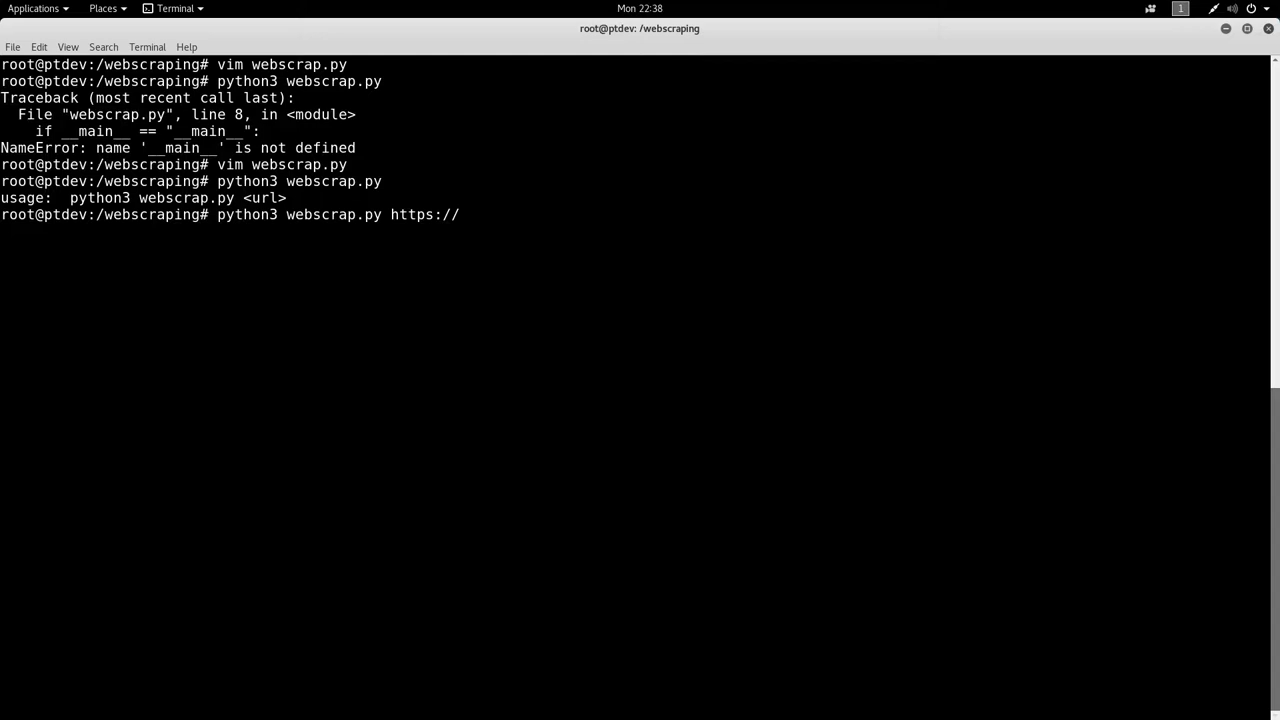 Applications Places Terminal Mon 22:38 1
root@ptdev: /webscraping
File Edit View Search Terminal Help
root@ptdev:/webscraping# vim webscrap.py
root@ptdev:/webscraping# python3 webscrap.py
Traceback (most recent call last):
  File "webscrap.py", line 8, in <module>
    if __main__ == "__main__":
NameError: name '__main__' is not defined
root@ptdev:/webscraping# vim webscrap.py
root@ptdev:/webscraping# python3 webscrap.py
usage:  python3 webscrap.py <url>
root@ptdev:/webscraping# python3 webscrap.py https://